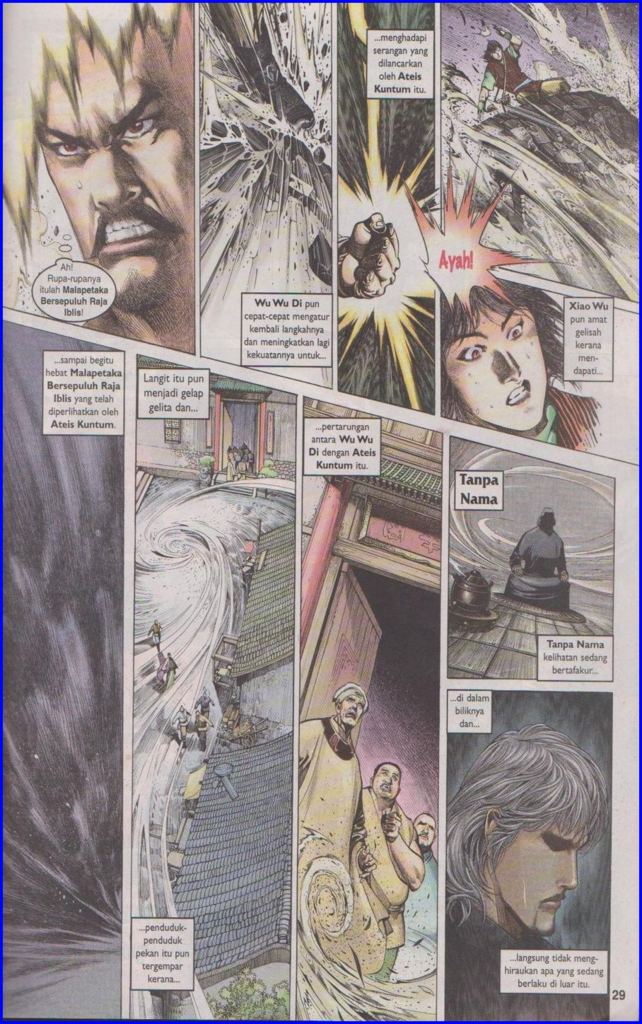 Ah!
Rupa-rupanya
itulah Malapetaka
Bersepuluh Raja
Iblis!
Wu Wu Di pun
cepat-cepat mengatur
kembali langkahnya
dan meningkatkan lagi
kekuatannya untuk...
...menghadapi
serangan yang
dilancarkan
oleh Ateis
Kuntum itu.
Ayah!
Xiao Wu
pun amat
gelisah
kerana
men-
dapati...
...sampai begitu
hebat Malapetaka
Bersepuluh Raja
Iblis yang telah
diperlihatkan oleh
Ateis Kuntum.
Langit itu pun
menjadi gelap
gelita dan...
...penduduk-
penduduk
pekan itu pun
tergempar
kerana...
...pertarungan
antara Wu Wu
Di dengan Ateis
Kuntum itu.
Tanpa
Nama
Tanpa Nama
kelihatan sedang
bertafakur...
...di dalam
biliknya
dan...
...langsung tidak meng-
hiraukan apa yang sedang
berlaku di luar itu.
29